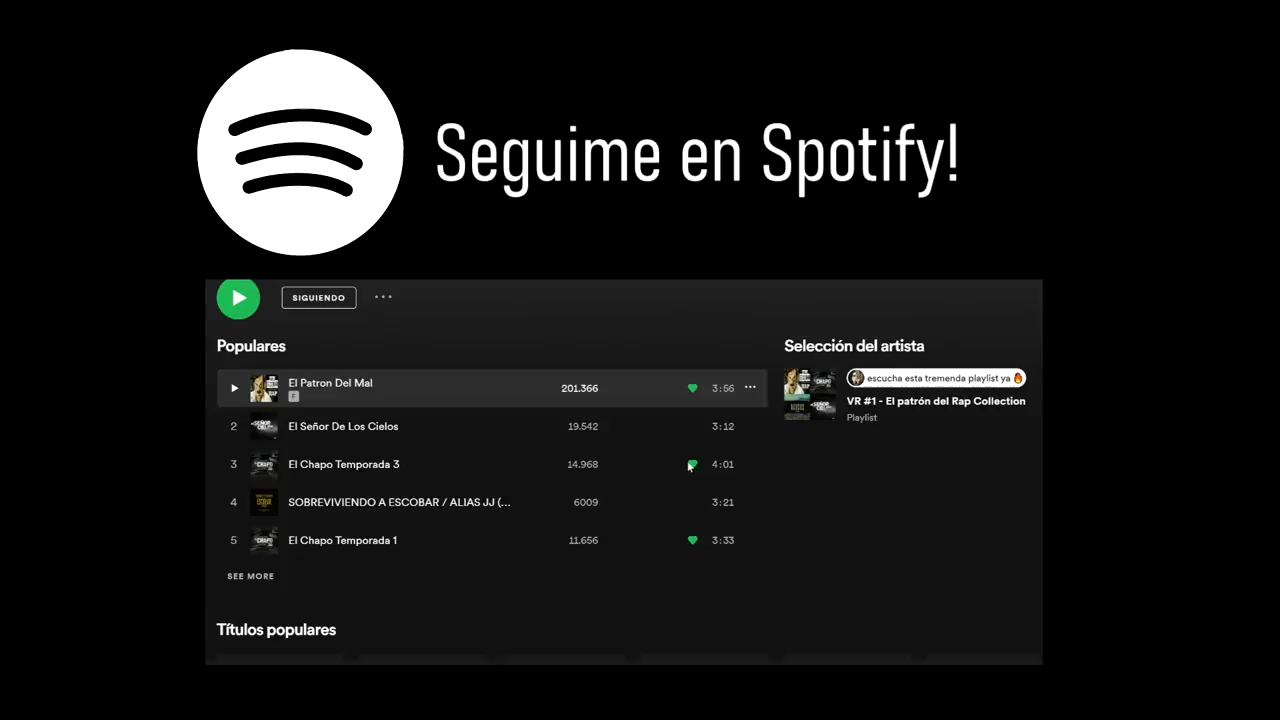 Seguime en Spotify!
SIGUIENDO
Populares
El Patron Del Mal 201.366 3:56
E
2 El Señor De Los Cielos 19.542 3:12
3 El Chapo Temporada 3 14.968 4:01
4 SOBREVIVIENDO A ESCOBAR / ALIAS JJ (... 6009 3:21
5 El Chapo Temporada 1 11.656 3:33
SEE MORE
Selección del artista
escucha esta tremenda playlist ya 🔥
VR #1 - El patrón del Rap Collection
Playlist
Títulos populares